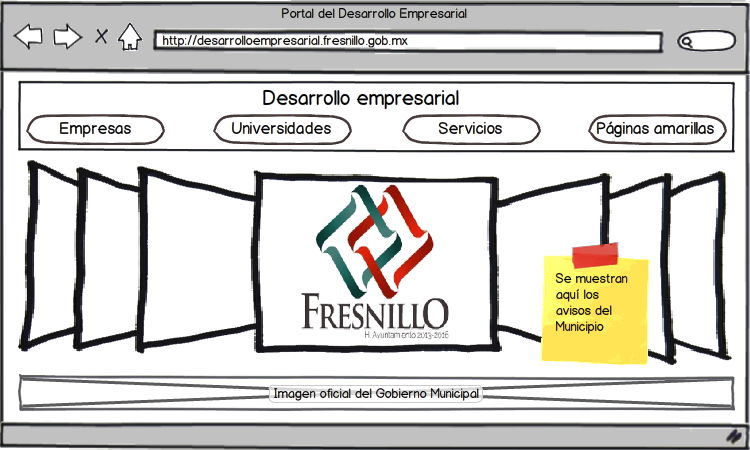 Portal del Desarrollo Empresarial
http://desarrolloempresarial.fresnillo.gob.mx
Desarrollo empresarial
Empresas
Universidades
Servicios
Páginas amarillas
FRESNILLO
H. Ayuntamiento 2013-2016
Se muestran
aquí los
avisos del
Municipio
Imagen oficial del Gobierno Municipal